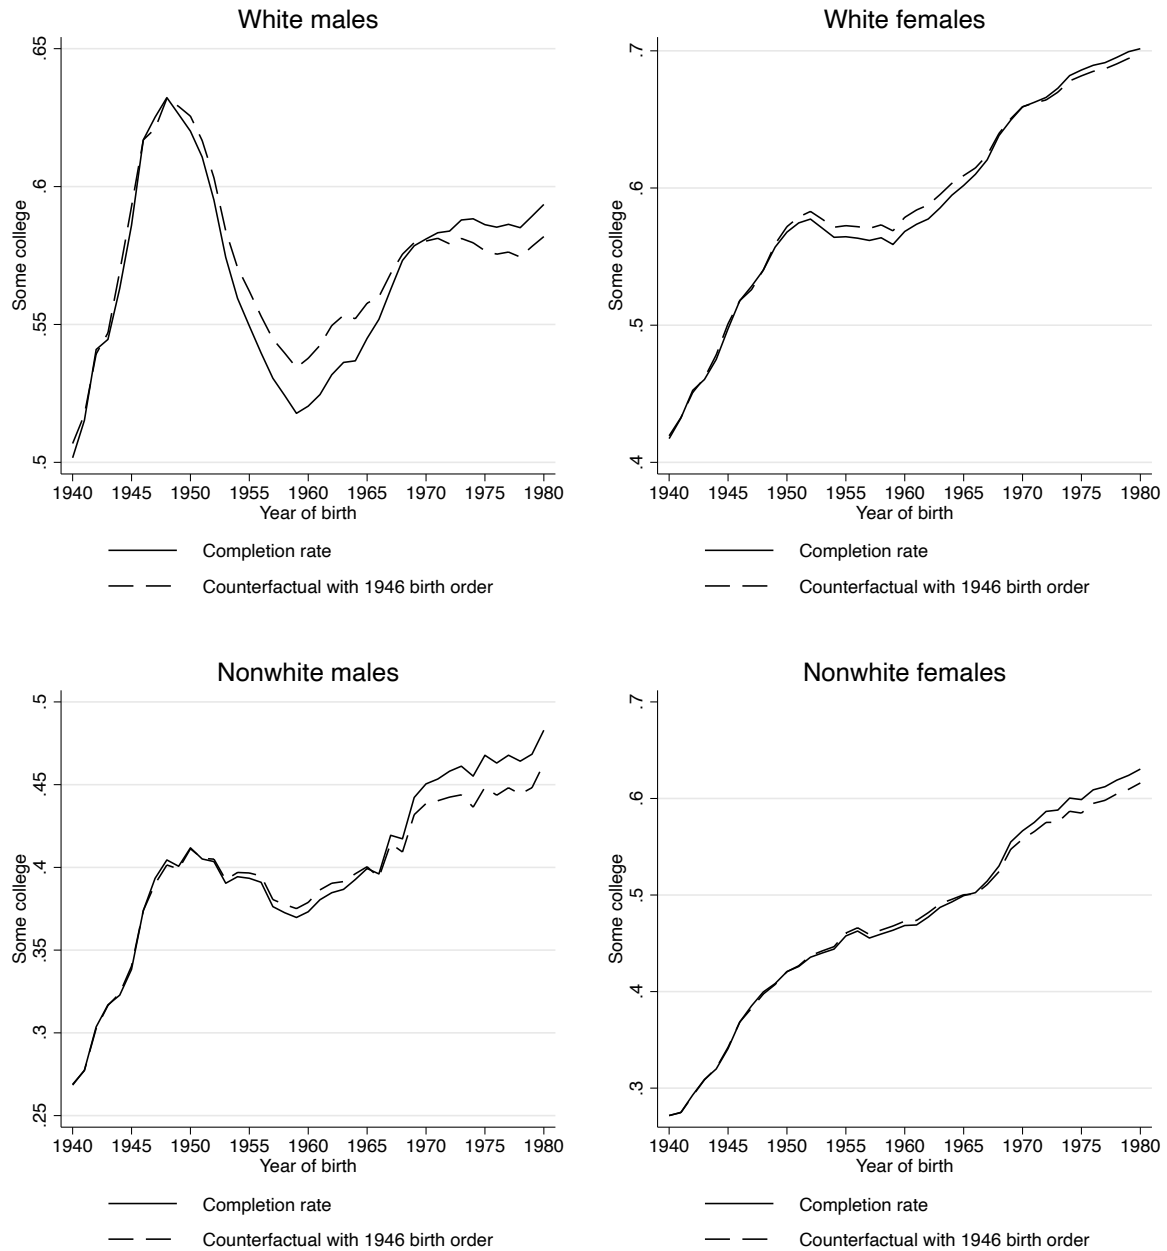 White males
.65
.6
.55
.5
Some college
1940 1945 1950 1955 1960 1965 1970 1975 1980
Year of birth
Completion rate
Counterfactual with 1946 birth order
White females
.7
.6
.5
.4
Some college
1940 1945 1950 1955 1960 1965 1970 1975 1980
Year of birth
Completion rate
Counterfactual with 1946 birth order
Nonwhite males
.5
.45
.4
.35
.3
.25
Some college
1940 1945 1950 1955 1960 1965 1970 1975 1980
Year of birth
Completion rate
Counterfactual with 1946 birth order
Nonwhite females
.7
.6
.5
.4
.3
Some college
1940 1945 1950 1955 1960 1965 1970 1975 1980
Year of birth
Completion rate
Counterfactual with 1946 birth order